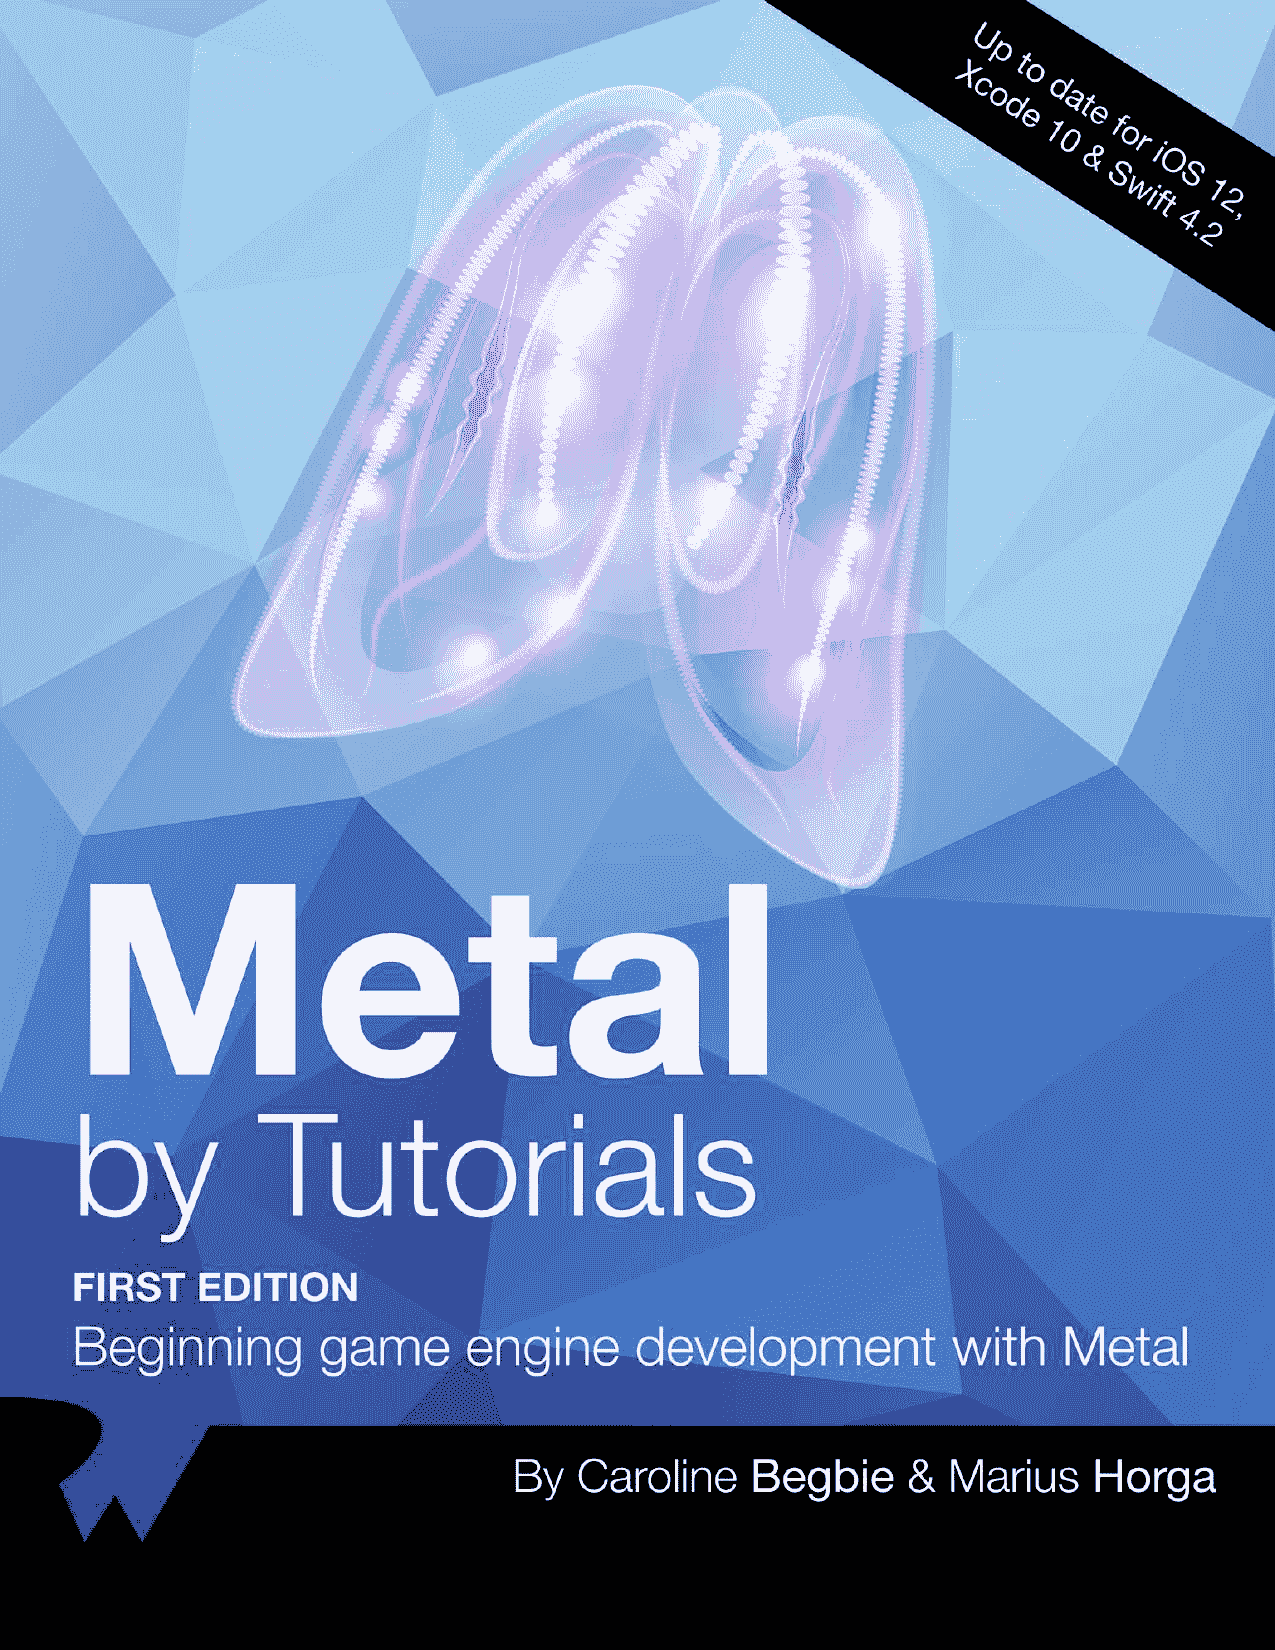 Up to date for iOS 12,
Xcode 10 & Swift 4.2
Metal
by Tutorials
FIRST EDITION
Beginning game engine development with Metal
By Caroline Begbie & Marius Horga